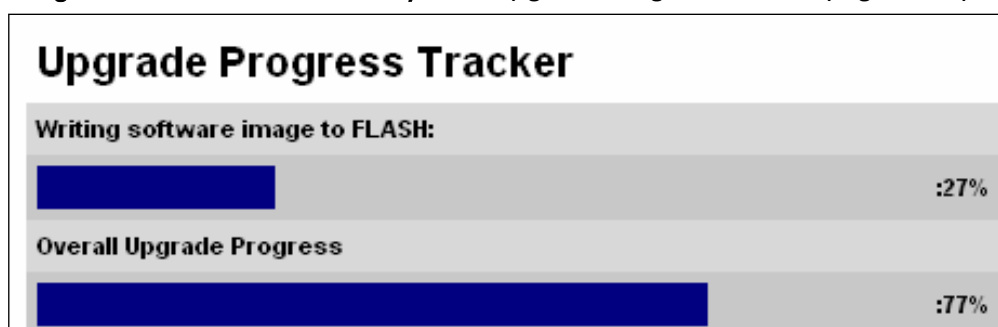 Upgrade Progress Tracker
Writing software image to FLASH:
:27%
Overall Upgrade Progress
:77%